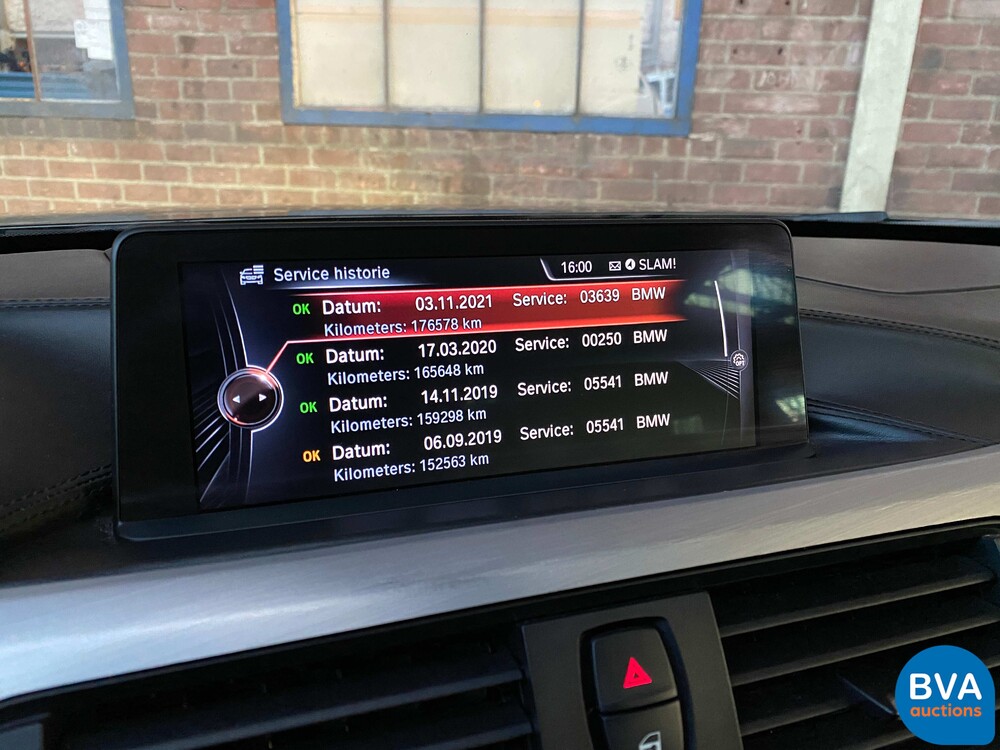 Service historie 16:00 SLAM!
OK Datum: 03.11.2021 Service: 03639 BMW
Kilometers: 176578 km
OK Datum: 17.03.2020 Service: 00250 BMW
Kilometers: 165648 km
OK Datum: 14.11.2019 Service: 05541 BMW
Kilometers: 159298 km
OK Datum: 06.09.2019 Service: 05541 BMW
Kilometers: 152563 km
BVA
auctions